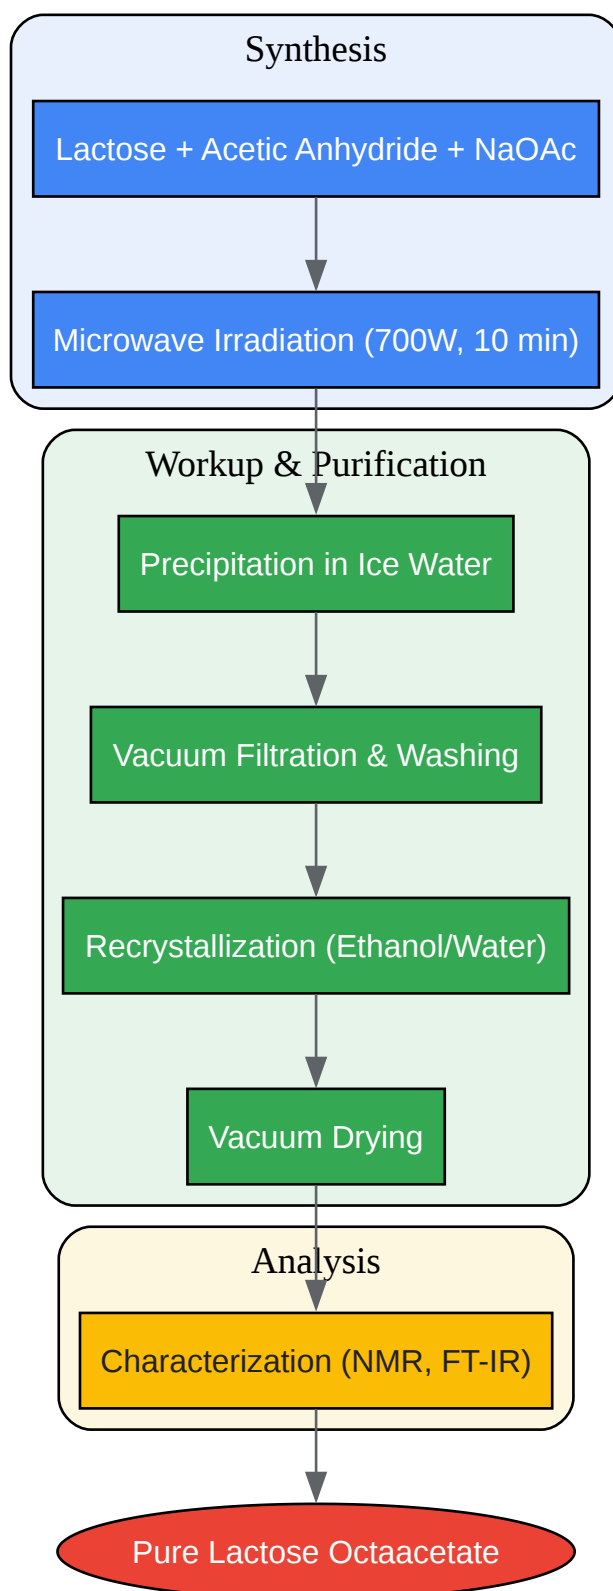 Synthesis
Lactose + Acetic Anhydride + NaOAc
Microwave Irradiation (700W, 10 min)
Workup & Purification
Precipitation in Ice Water
Vacuum Filtration & Washing
Recrystallization (Ethanol/Water)
Vacuum Drying
Analysis
Characterization (NMR, FT-IR)
Pure Lactose Octaacetate